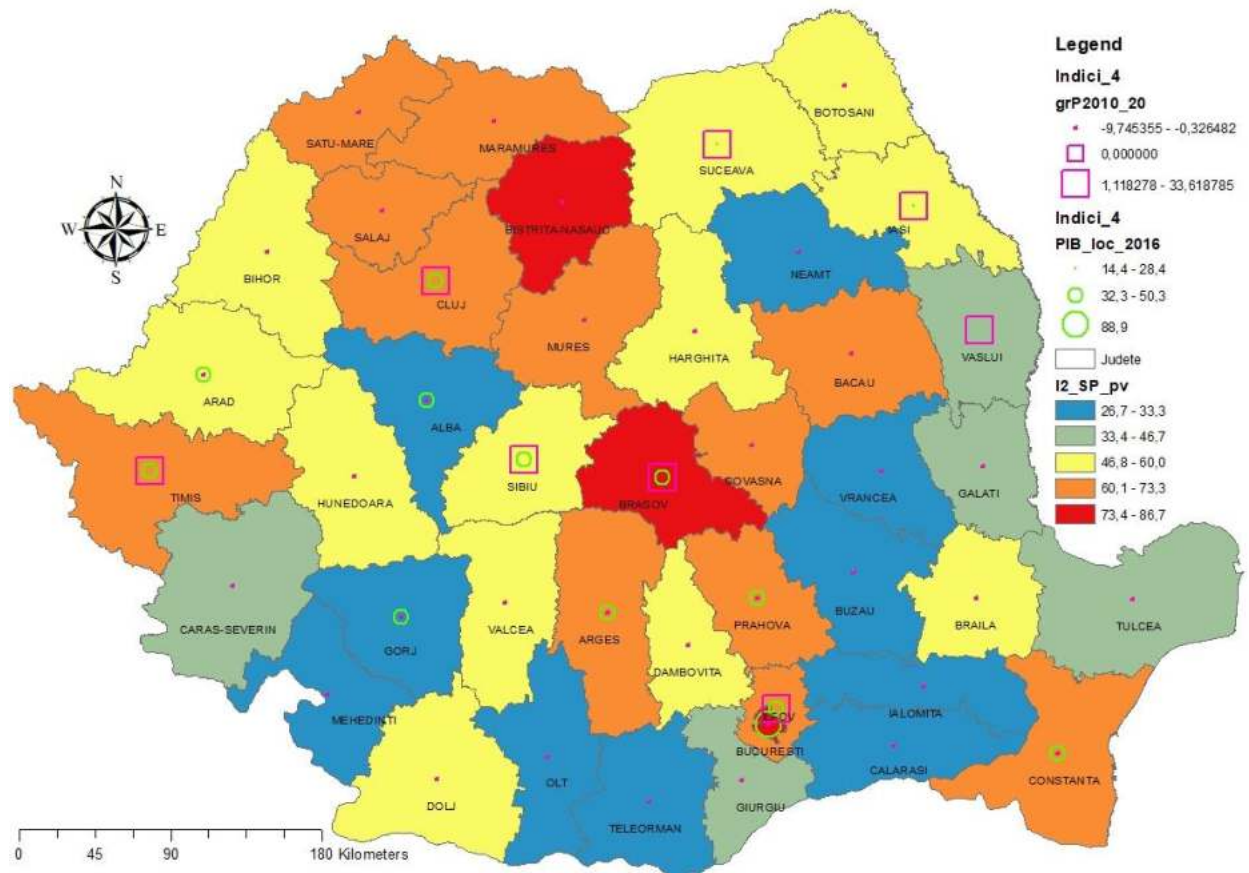 Legend
Indici_4
grP2010_20
-9,745355 - -0,326482
0,000000
1,118278 - 33,618785
Indici_4
PIB_loc_2016
14,4 - 28,4
32,3 - 50,3
88,9
Judete
I2_SP_pv
26,7 - 33,3
33,4 - 46,7
46,8 - 60,0
60,1 - 73,3
73,4 - 86,7
N
W E
S
BOTOSANI
SATU-MARE
MARAMURES
SUCEAVA
IASI
BISTRITA-NASAUD
SALAJ
BIHOR
NEAMT
CLUJ
MURES
HARGHITA
VASLUI
BACAU
ARAD
ALBA
TIMIS
HUNEDOARA
SIBIU
BRASOV
COVASNA
VRANCEA
GALATI
CARAS-SEVERIN
GORJ
VALCEA
ARGES
PRAHOVA
BUZAU
BRAILA
TULCEA
DAMBOVITA
MEHEDINTI
IALOMITA
BUCURESTI
CALARASI
CONSTANTA
OLT
DOLJ
TELEORMAN
GIURGIU
0 45 90 180 Kilometers